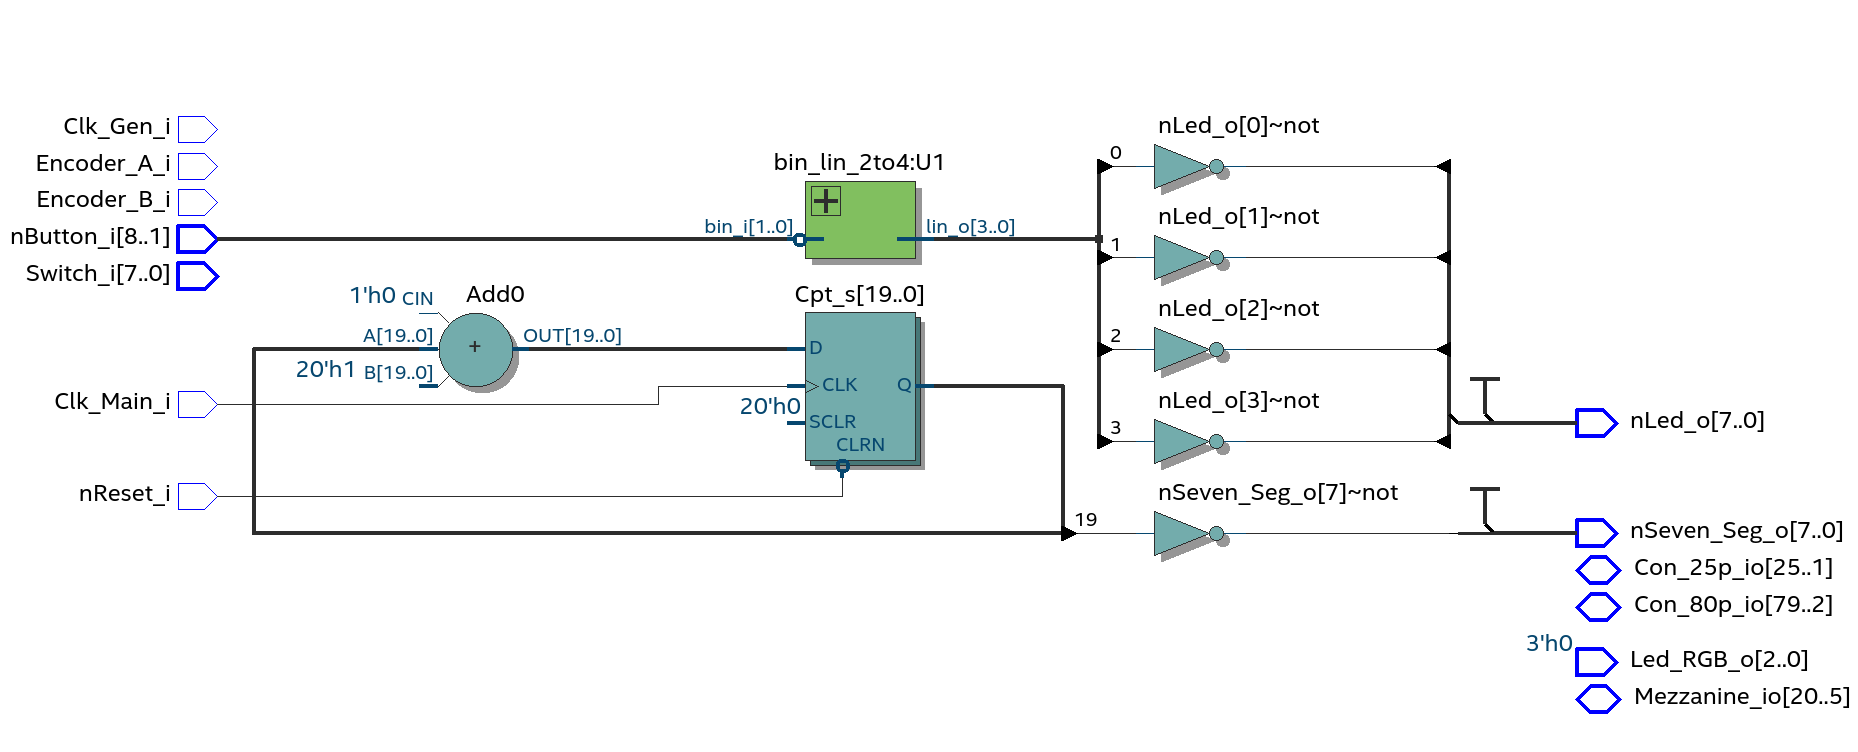 Clk_Gen_i
Encoder_A_i
Encoder_B_i
nButton_i[8..1]
Switch_i[7..0]
Clk_Main_i
nReset_i
1'h0 CIN
Add0
A[19..0]
+
OUT[19..0]
20'h1 B[19..0]
bin_lin_2to4:U1
bin_i[1..0]
lin_o[3..0]
Cpt_s[19..0]
D
CLK
Q
20'h0
SCLR
CLRN
nLed_o[0]~not
0
nLed_o[1]~not
1
nLed_o[2]~not
2
nLed_o[3]~not
3
nSeven_Seg_o[7]~not
19
nLed_o[7..0]
nSeven_Seg_o[7..0]
Con_25p_io[25..1]
Con_80p_io[79..2]
3'h0
Led_RGB_o[2..0]
Mezzanine_io[20..5]